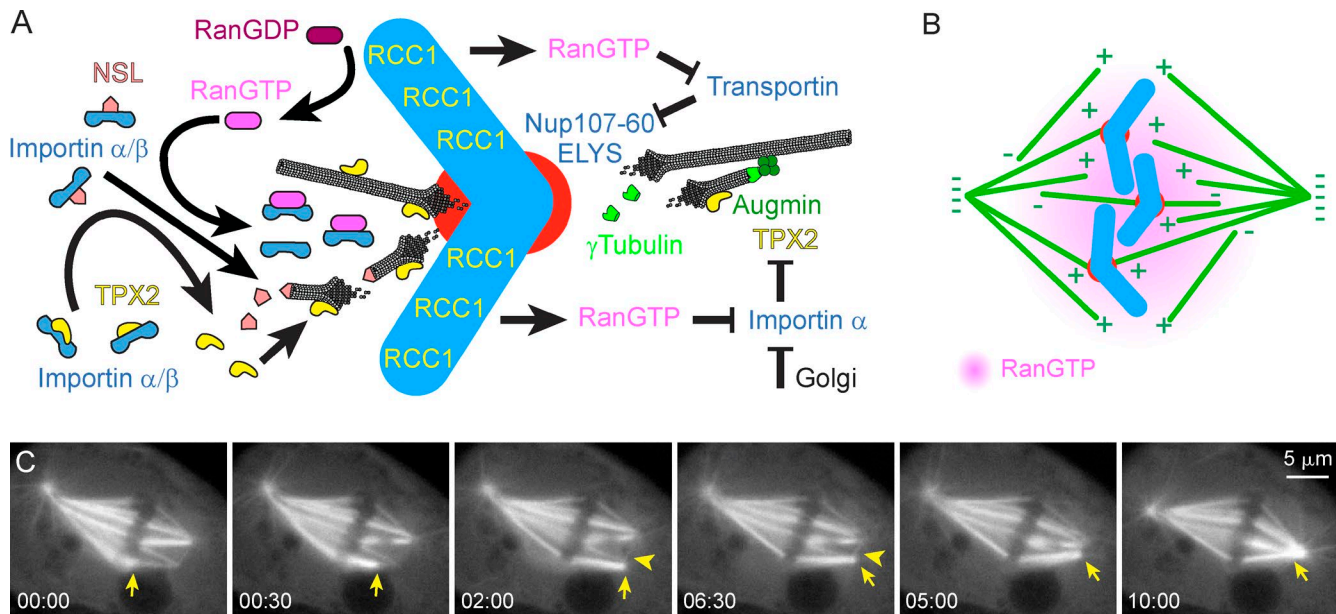 A
RanGDP
RCC1
RanGTP
B
NSL
RCC1
Transportin
RanGTP
RCC1
Nup107-60
ELYS
Importin α/β
Augmin
γTubulin
TPX2
RCC1
TPX2
RCC1
RanGTP
Importin α
RCC1
Importin α/β
Golgi
+ +
+ + +
- -
+ +
- -
+ +
- -
+ +
+ +
RanGTP
C
5 μm
00:00
00:30
02:00
06:30
05:00
10:00